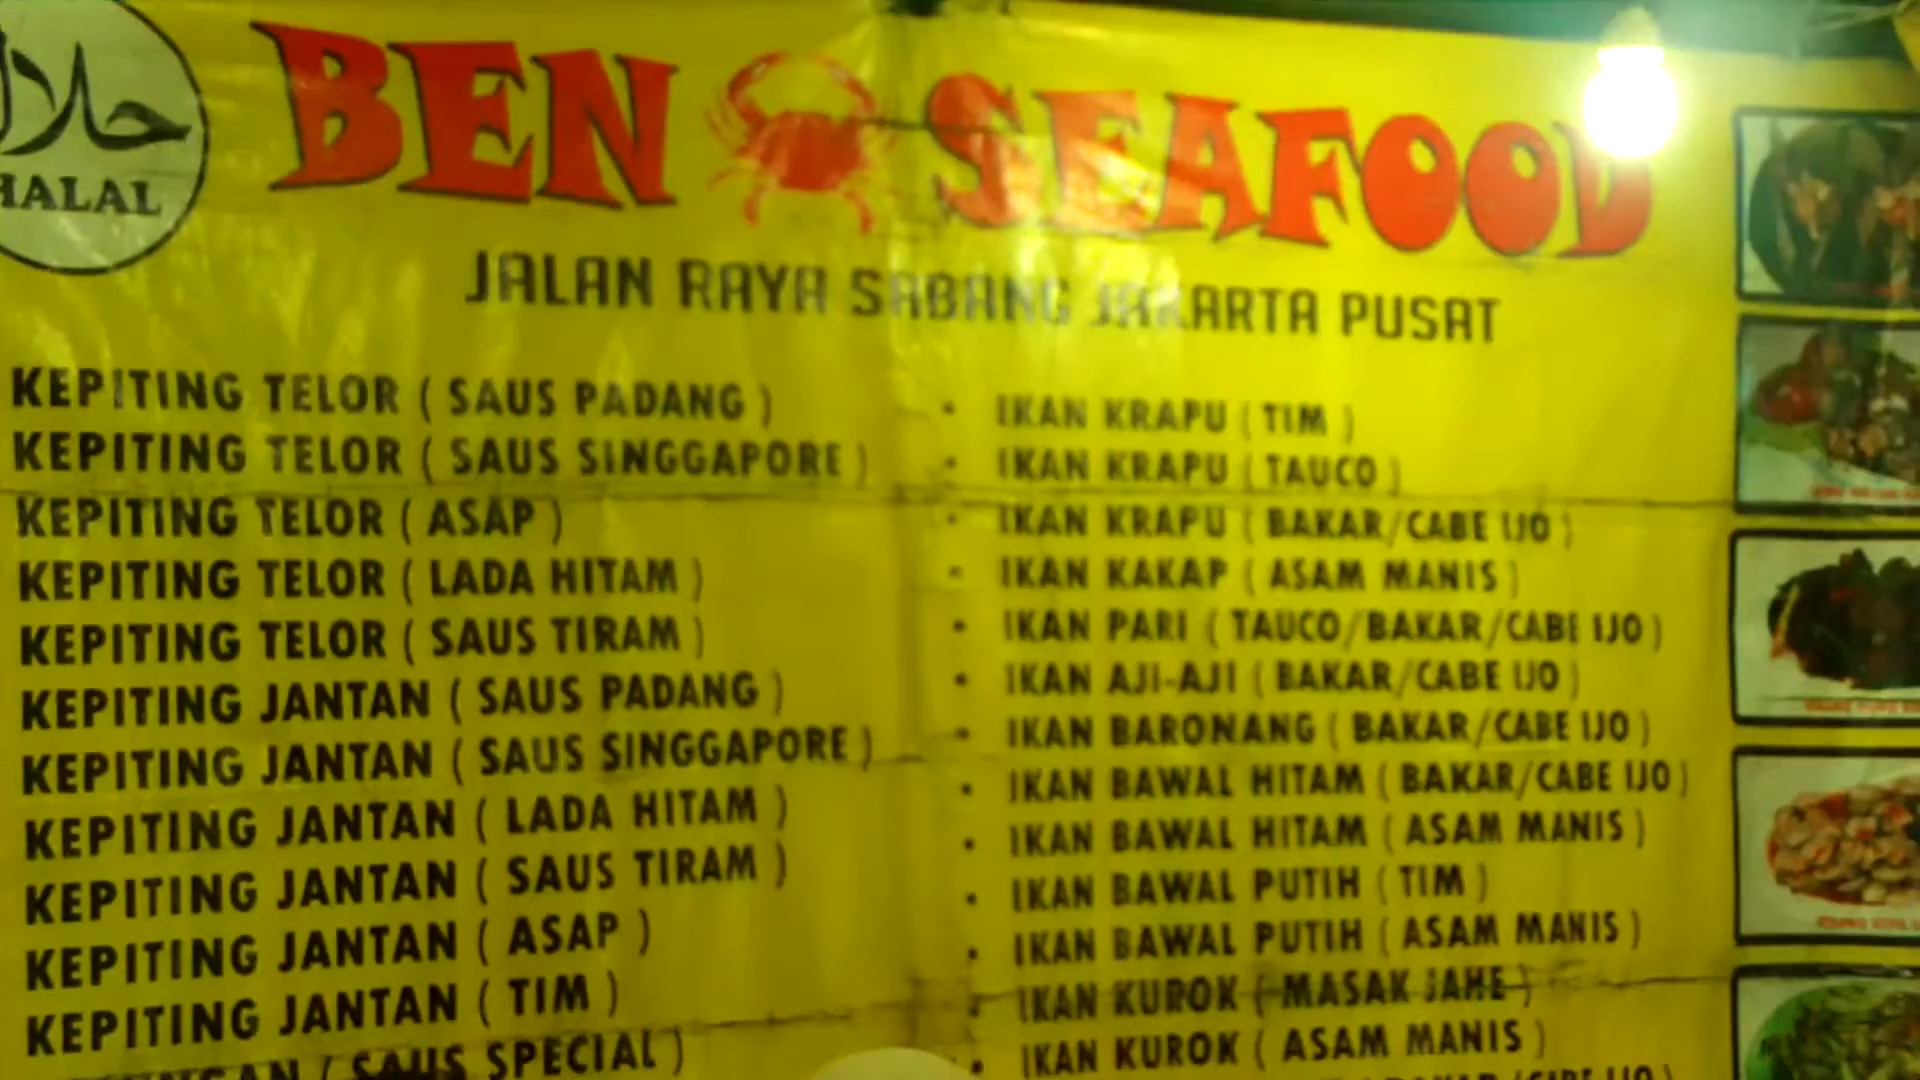 حلال
HALAL
BEN SEAFOOD
JALAN RAYA SABANG JAKARTA PUSAT
KEPITING TELOR ( SAUS PADANG )
KEPITING TELOR ( SAUS SINGGAPORE )
KEPITING TELOR ( ASAP )
KEPITING TELOR ( LADA HITAM )
KEPITING TELOR ( SAUS TIRAM )
KEPITING JANTAN ( SAUS PADANG )
KEPITING JANTAN ( SAUS SINGGAPORE )
KEPITING JANTAN ( LADA HITAM )
KEPITING JANTAN ( SAUS TIRAM )
KEPITING JANTAN ( ASAP )
KEPITING JANTAN ( TIM )
( SAUS SPECIAL )
• IKAN KRAPU ( TIM )
• IKAN KRAPU ( TAUCO )
• IKAN KRAPU ( BAKAR/CABE IJO )
• IKAN KAKAP ( ASAM MANIS )
• IKAN PARI ( TAUCO/BAKAR/CABE IJO )
• IKAN AJI-AJI ( BAKAR/CABE IJO )
• IKAN BARONANG ( BAKAR/CABE IJO )
• IKAN BAWAL HITAM ( BAKAR/CABE IJO )
• IKAN BAWAL HITAM ( ASAM MANIS )
• IKAN BAWAL PUTIH ( TIM )
• IKAN BAWAL PUTIH ( ASAM MANIS )
• IKAN KUROK ( MASAK JAHE )
• IKAN KUROK ( ASAM MANIS )